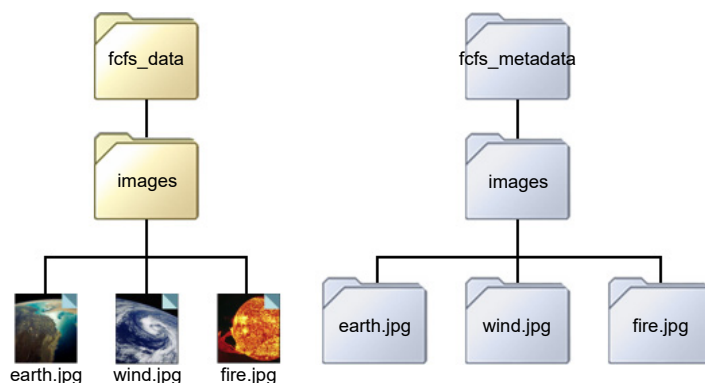 fcfs_data
fcfs_metadata
images
images
earth.jpg
wind.jpg
fire.jpg
earth.jpg
wind.jpg
fire.jpg